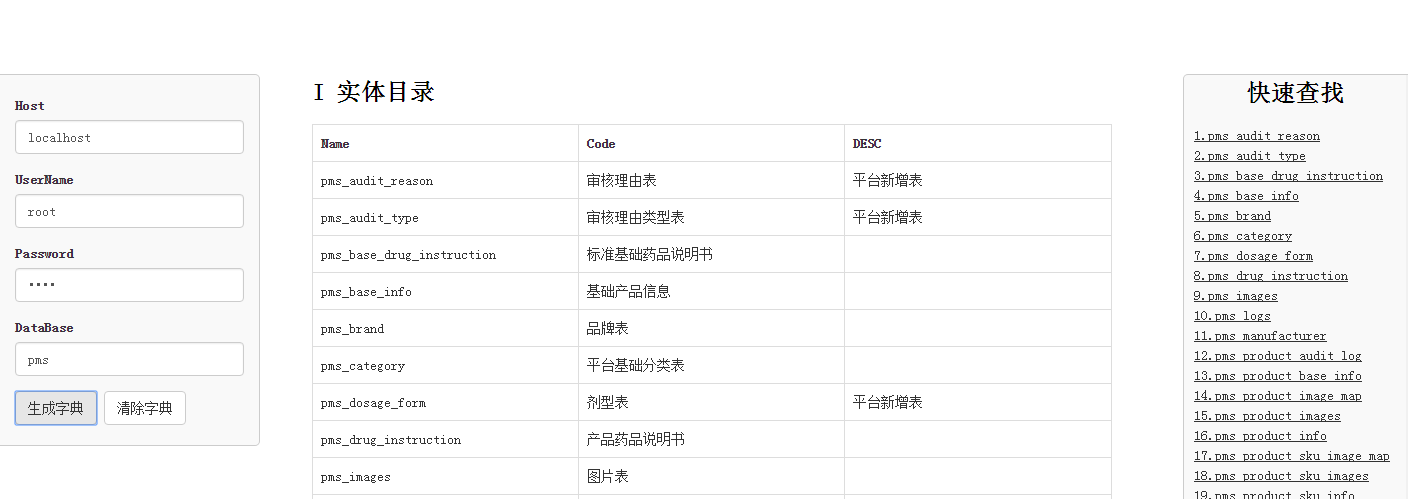 Host
localhost
UserName
root
Password
••••
DataBase
pms
生成字典 清除字典
I 实体目录
Name Code DESC
pms_audit_reason 审核理由表 平台新增表
pms_audit_type 审核理由类型表 平台新增表
pms_base_drug_instruction 标准基础药品说明书
pms_base_info 基础产品信息
pms_brand 品牌表
pms_category 平台基础分类表
pms_dosage_form 剂型表 平台新增表
pms_drug_instruction 产品药品说明书
pms_images 图片表
快速查找
1.pms_audit_reason
2.pms_audit_type
3.pms_base_drug_instruction
4.pms_base_info
5.pms_brand
6.pms_category
7.pms_dosage_form
8.pms_drug_instruction
9.pms_images
10.pms_logs
11.pms_manufacturer
12.pms_product_audit_log
13.pms_product_base_info
14.pms_product_image_map
15.pms_product_images
16.pms_product_info
17.pms_product_sku_image_map
18.pms_product_sku_images
19.pms_product_sku_info